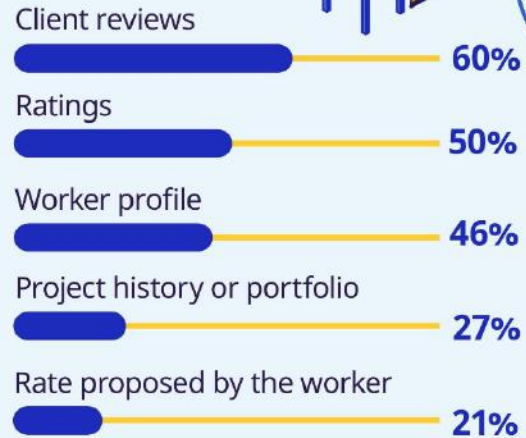 Client reviews
60%
Ratings
50%
Worker profile
46%
Project history or portfolio
27%
Rate proposed by the worker
21%